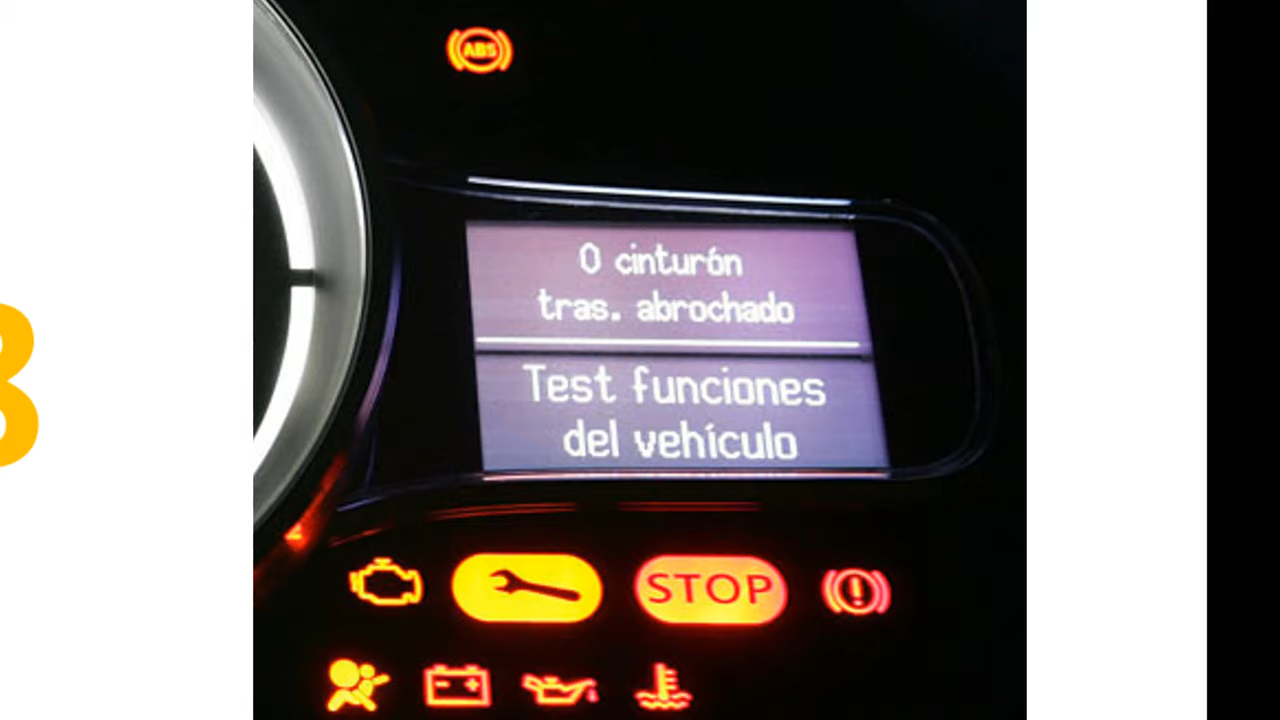 ABS
0 cinturón
tras. abrochado
Test funciones
del vehículo
STOP